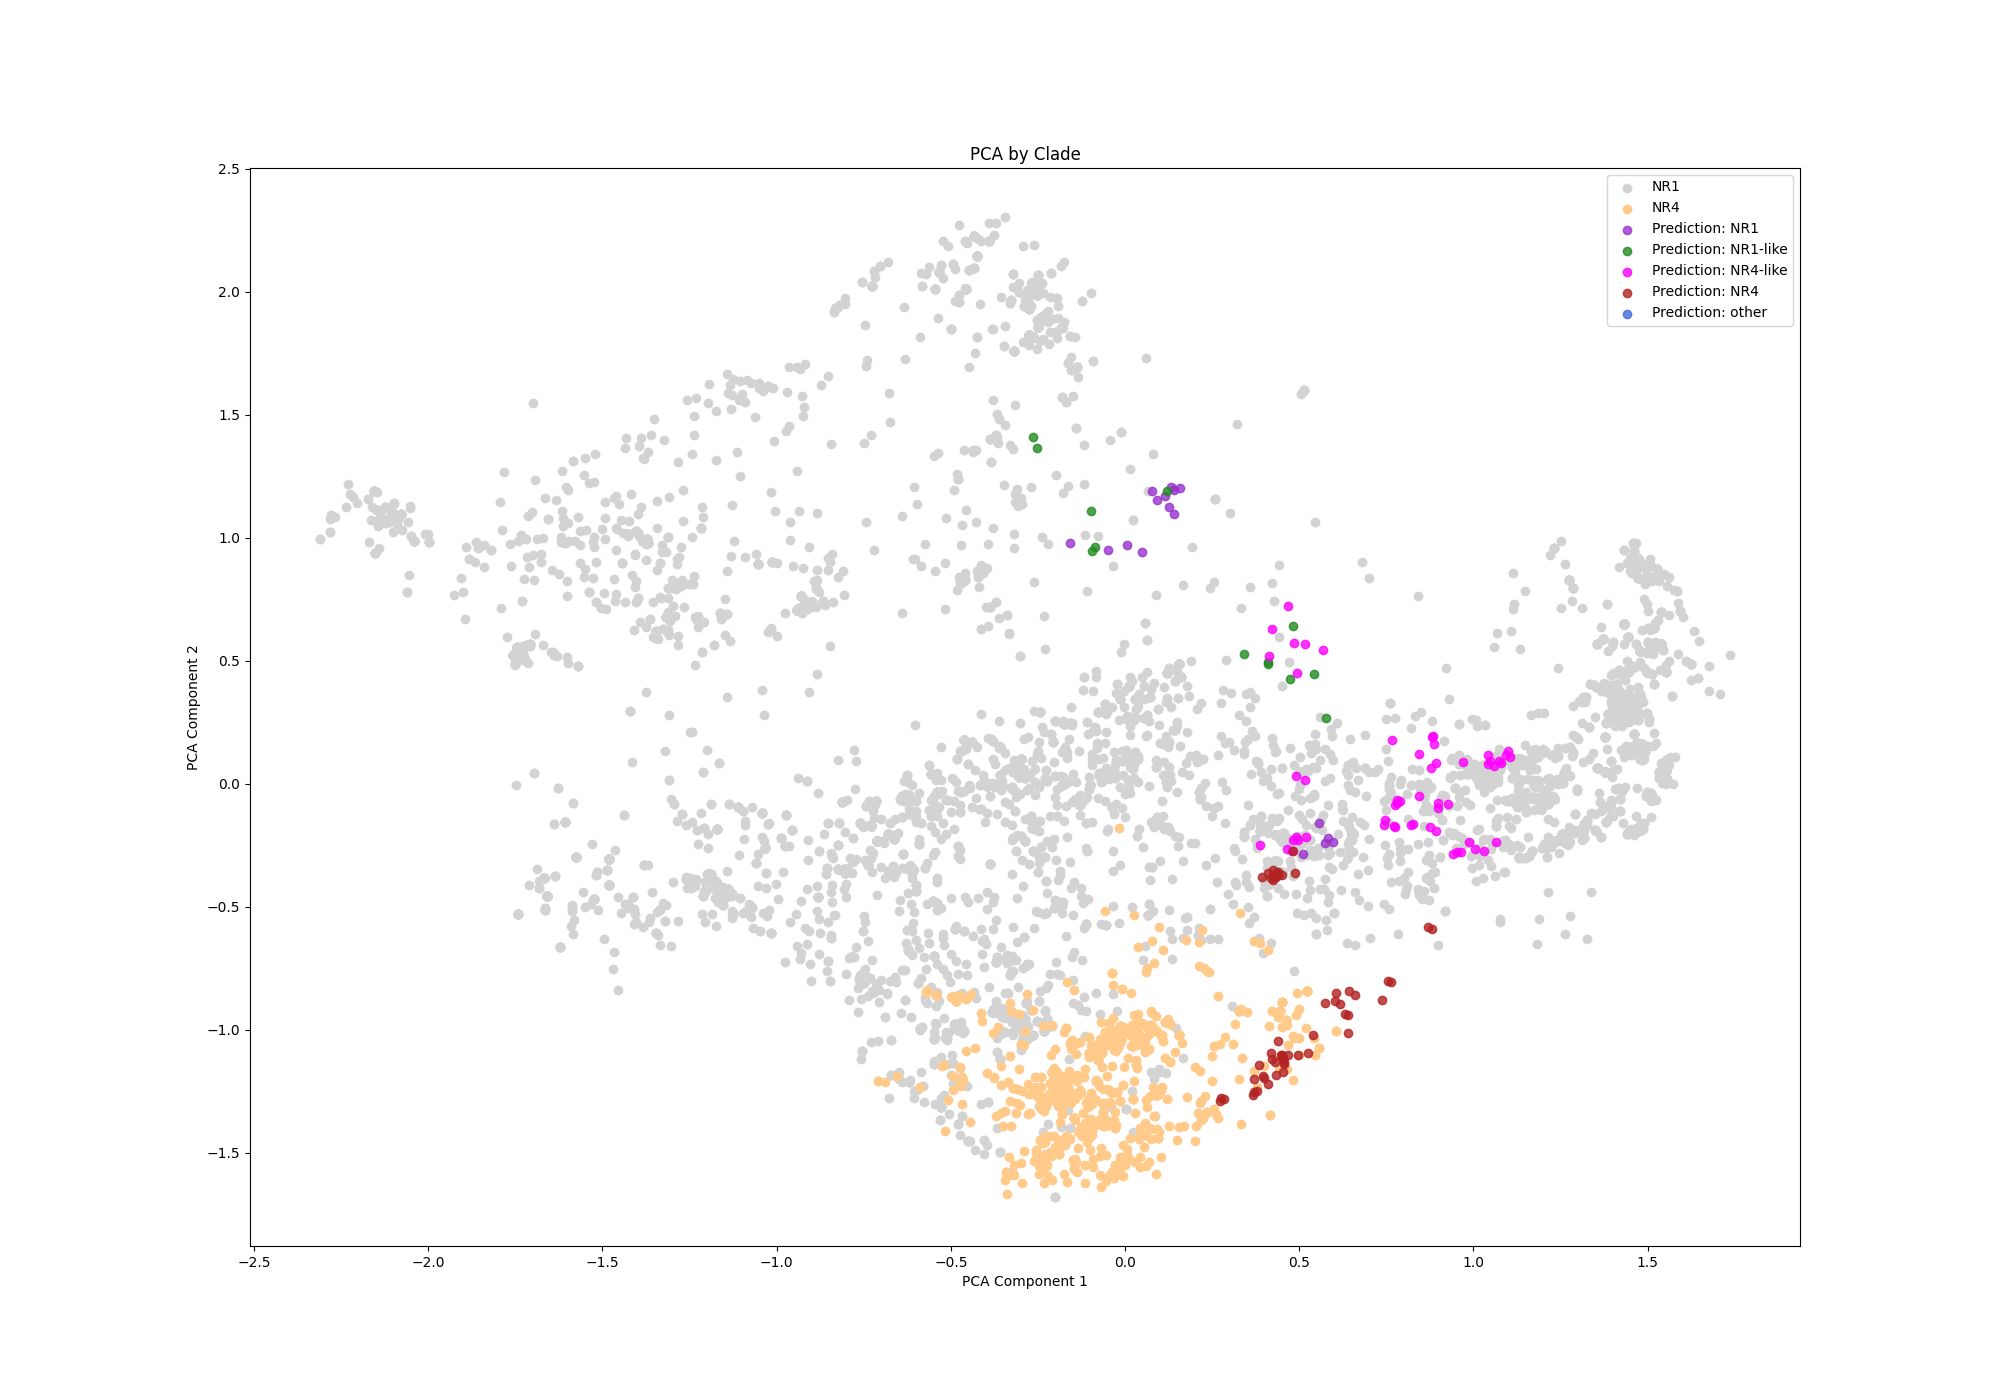 PCA by Clade
NR1
NR4
Prediction: NR1
Prediction: NR1-like
Prediction: NR4-like
Prediction: NR4
Prediction: other
PCA Component 2
2.5
2.0
1.5
1.0
0.5
0.0
−0.5
−1.0
−1.5
−2.5
−2.0
−1.5
−1.0
−0.5
0.0
0.5
1.0
1.5
PCA Component 1